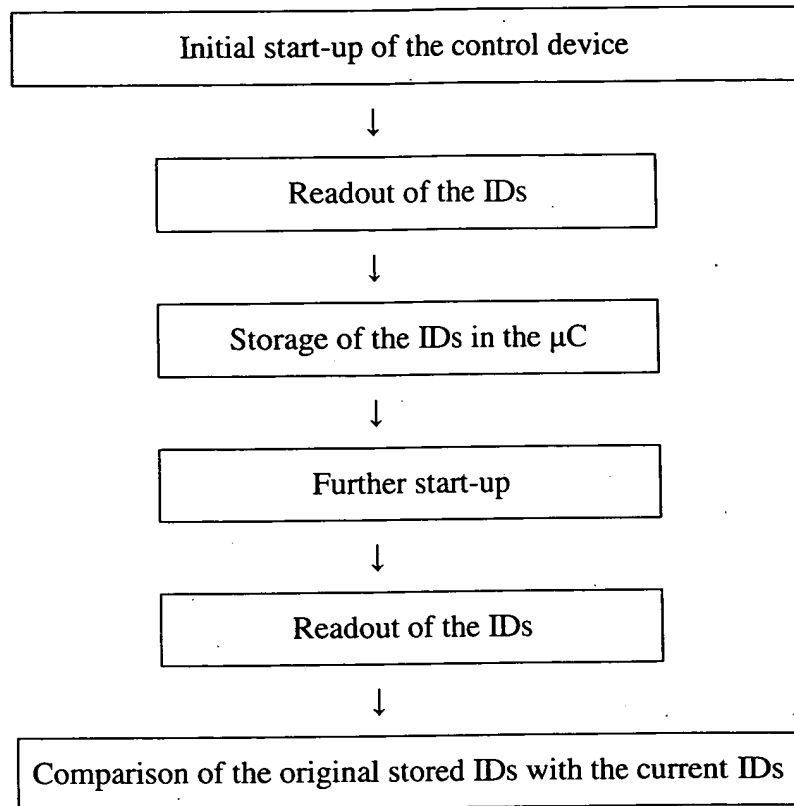 Initial start-up of the control device
↓
Readout of the IDs
↓
Storage of the IDs in the µC
↓
Further start-up
↓
Readout of the IDs
↓
Comparison of the original stored IDs with the current IDs